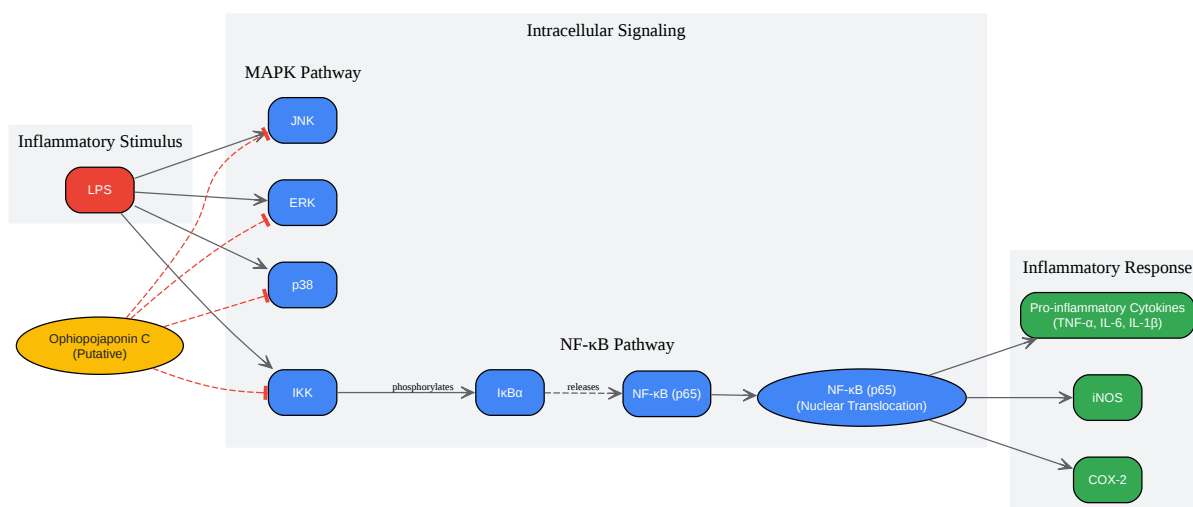 Intracellular Signaling
MAPK Pathway
JNK
Inflammatory Stimulus
LPS
ERK
p38
Ophiopojaponin C
(Putative)
NF-κB Pathway
IKK
phosphorylates
IκBα
releases
NF-κB (p65)
NF-κB (p65)
(Nuclear Translocation)
Inflammatory Response
Pro-inflammatory Cytokines
(TNF-α, IL-6, IL-1β)
iNOS
COX-2